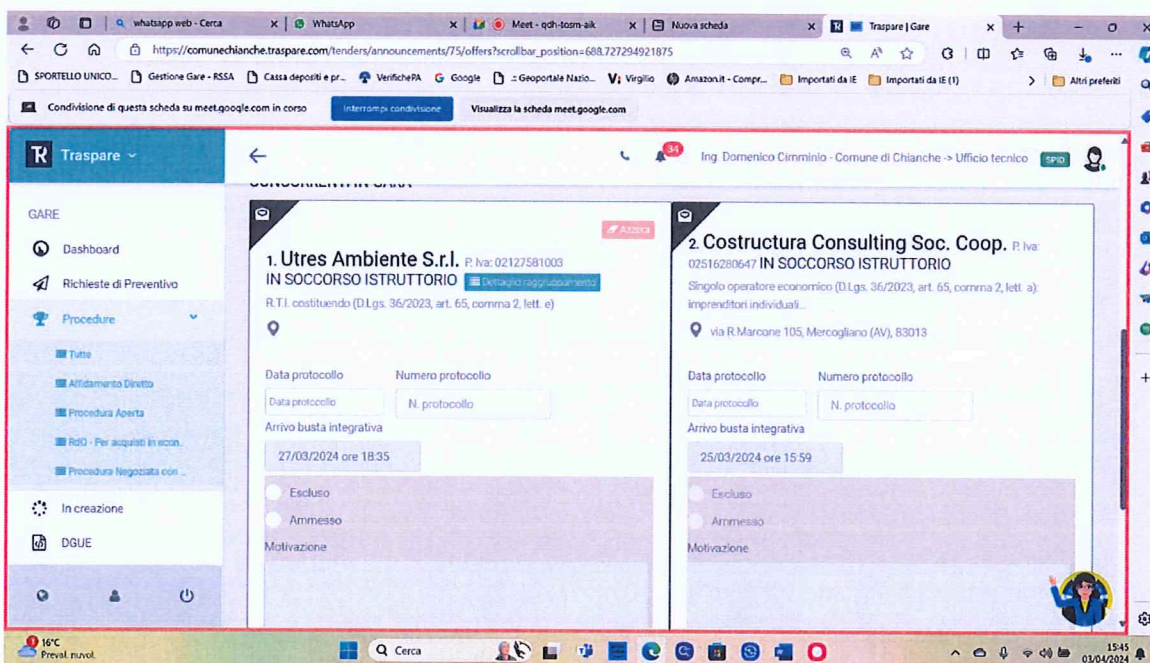 whatsapp web - Cerca
WhatsApp
Meet - qdh-tosm-aik
Nuova scheda
Traspare | Gare
https://comunechianche.traspare.com/tenders/announcements/75/offers?scrollbar_position=688.727294921875
SPORTELLO UNICO...
Gestione Gare - RSSA
Cassa depositi e pr...
VerifichePA
Google
.: Geoportale Nazio...
Virgilio
Amazon.it - Compr...
Importati da IE
Importati da IE (1)
Altri preferiti
Condivisione di questa scheda su meet.google.com in corso
Interrompi condivisione
Visualizza la scheda meet.google.com
Traspare
34
Ing. Domenico Cimminio - Comune di Chianche -> Ufficio tecnico
SPID
CONCORRENTI IN GARA
GARE
Dashboard
Richieste di Preventivo
Procedure
Tutte
Affidamento Diretto
Procedura Aperta
RdO - Per acquisti in econ..
Procedura Negoziata con ..
In creazione
DGUE
Azzera
1. Utres Ambiente S.r.l. P. Iva: 02127581003
IN SOCCORSO ISTRUTTORIO Dettaglio raggruppamento
R.T.I. costituendo (D.Lgs. 36/2023, art. 65, comma 2, lett. e)
Data protocollo Numero protocollo
Data protocollo N. protocollo
Arrivo busta integrativa
27/03/2024 ore 18:35
Escluso
Ammesso
Motivazione
2. Costructura Consulting Soc. Coop. P. Iva:
02516280647 IN SOCCORSO ISTRUTTORIO
Singolo operatore economico (D.Lgs. 36/2023, art. 65, comma 2, lett. a):
imprenditori individuali...
via R.Marcone 105, Mercogliano (AV), 83013
Data protocollo Numero protocollo
Data protocollo N. protocollo
Arrivo busta integrativa
25/03/2024 ore 15:59
Escluso
Ammesso
Motivazione
1
16°C
Preval. nuvol.
Cerca
15:45
03/04/2024